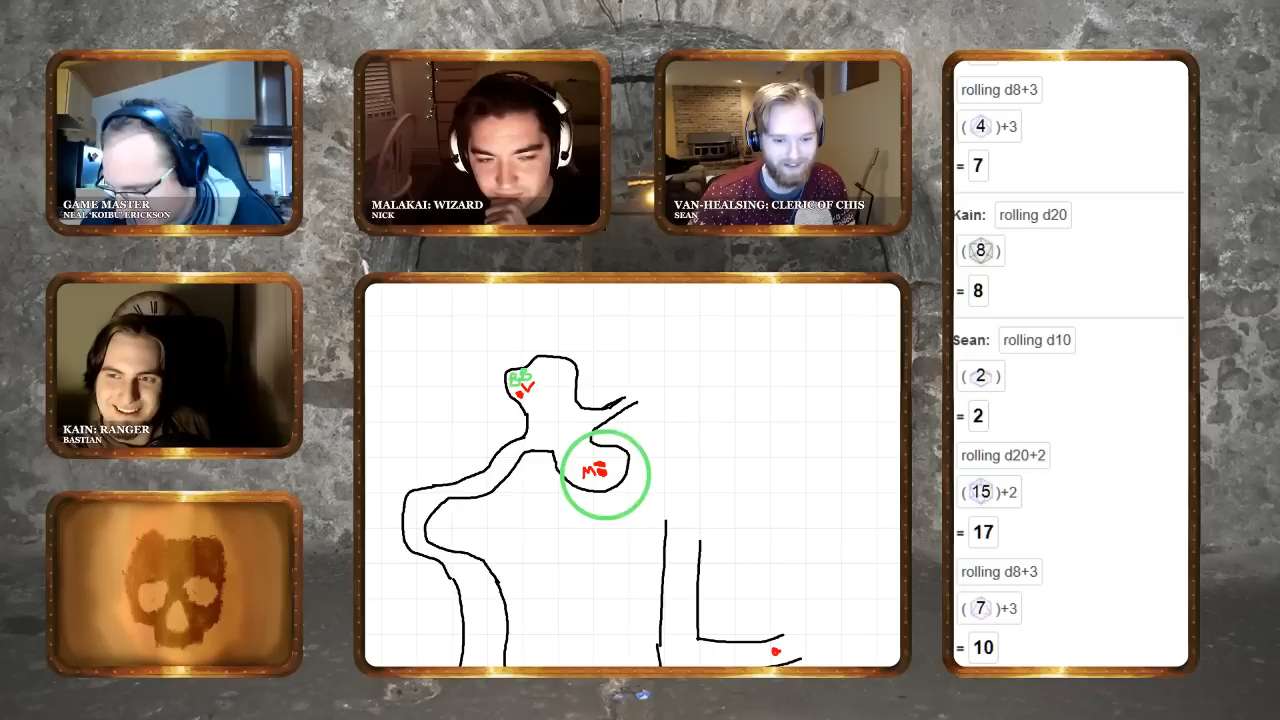 GAME MASTER
NEAL 'KOIBU' ERICKSON
MALAKAI: WIZARD
NICK
VAN-HEALSING: CLERIC OF CHIS
SEAN
KAIN: RANGER
BASTIAN
BB
V
M
rolling d8+3
(4)+3
= 7
Kain: rolling d20
(8)
= 8
Sean: rolling d10
(2)
= 2
rolling d20+2
(15)+2
= 17
rolling d8+3
(7)+3
= 10